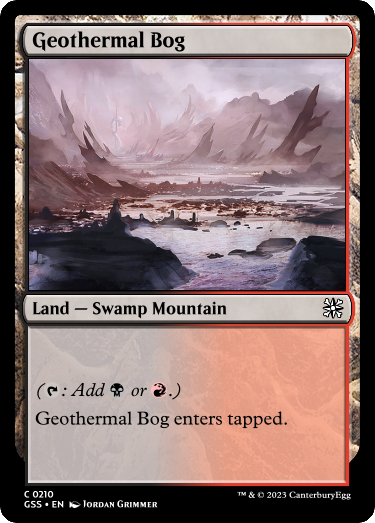 Geothermal Bog
Land — Swamp Mountain
(: Add or .)
Geothermal Bog enters tapped.
C 0210
GSS • EN Jordan Grimmer
™ & © 2023 CanterburyEgg